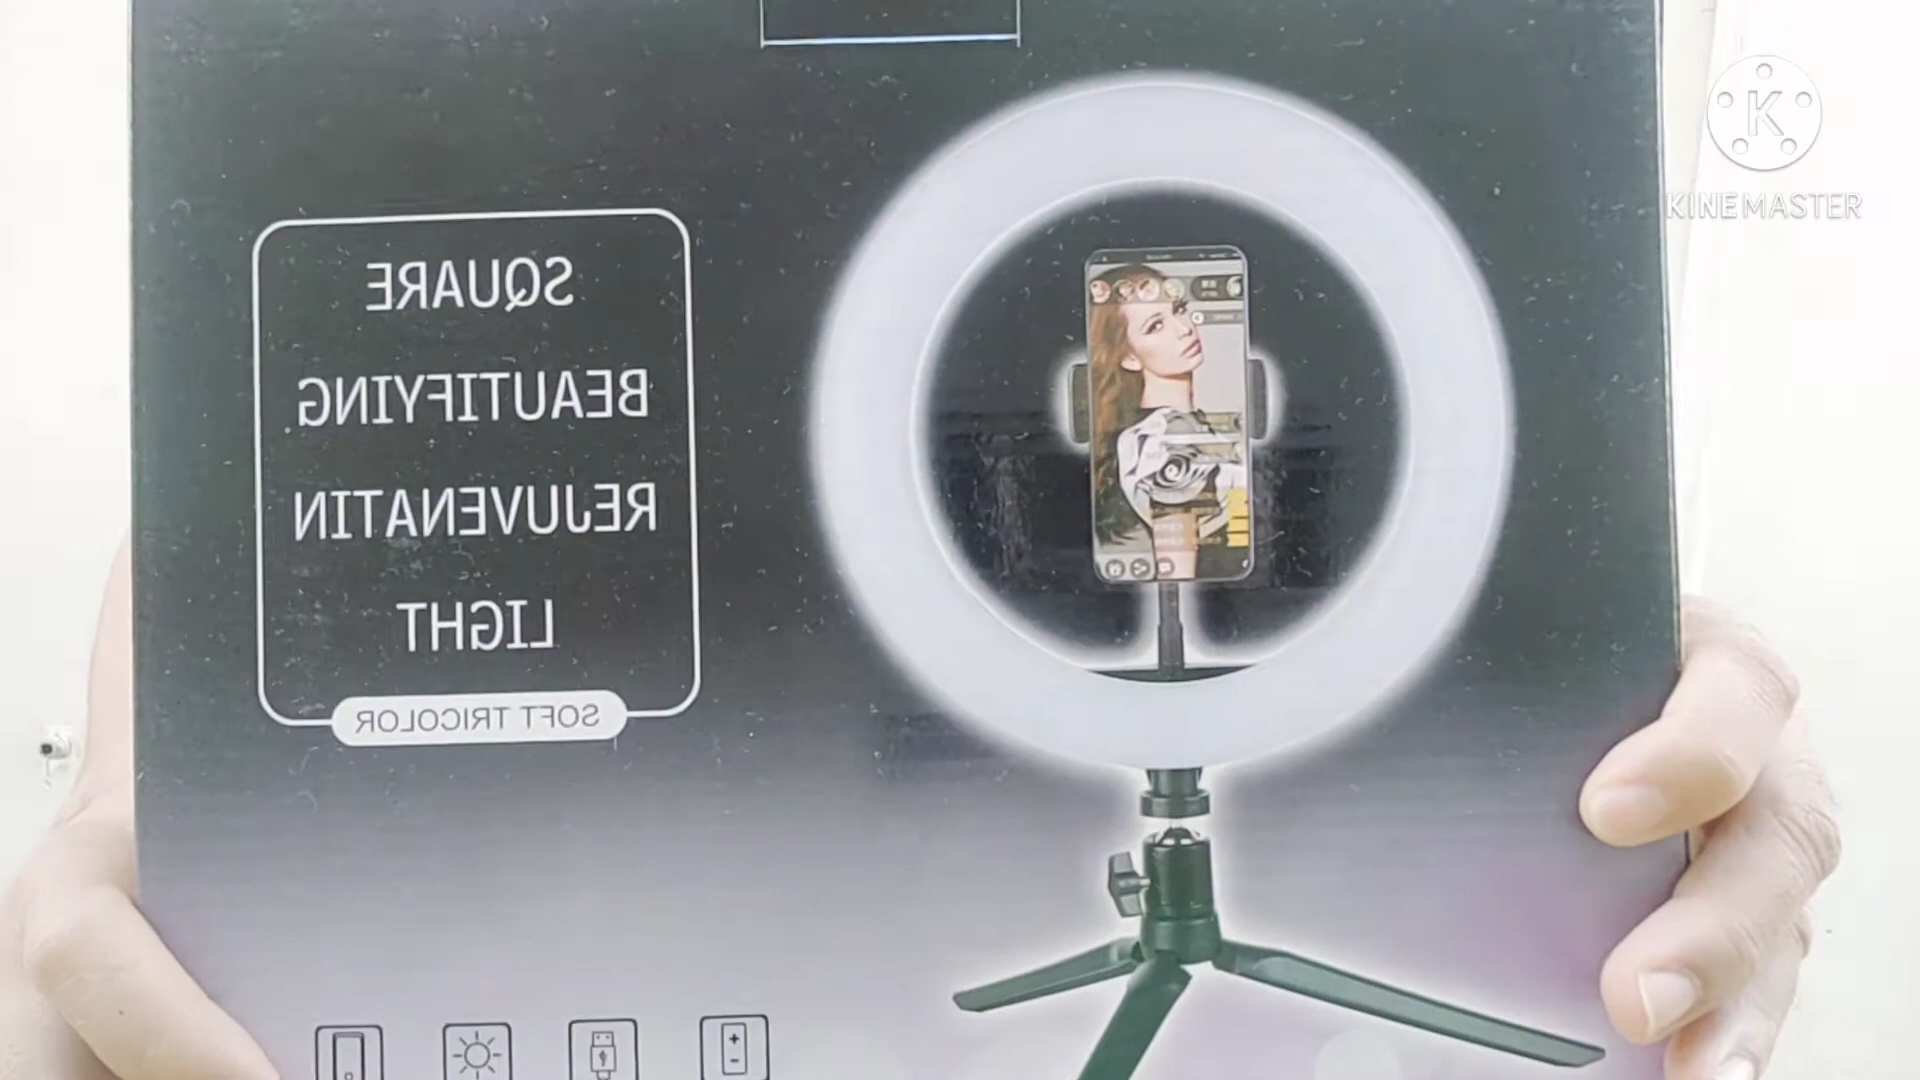 SQUARE
BEAUTIFYING
REJUVENATIN
LIGHT
SOFT TRICOLOR
K
KINEMASTER